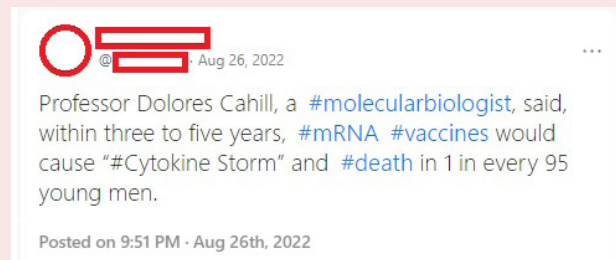 @ · Aug 26, 2022
...
Professor Dolores Cahill, a #molecularbiologist, said,
within three to five years, #mRNA #vaccines would
cause “#Cytokine Storm” and #death in 1 in every 95
young men.
Posted on 9:51 PM · Aug 26th, 2022